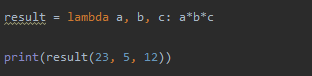 result = lambda a, b, c: a*b*c
print(result(23, 5, 12))